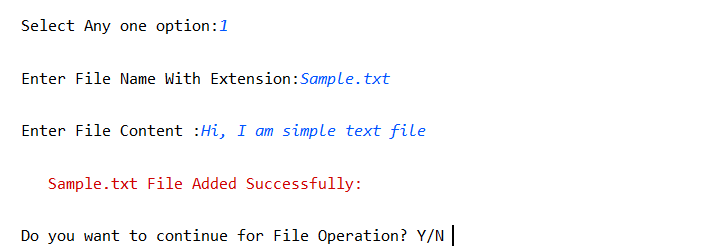 Select Any one option:1
Enter File Name With Extension:Sample.txt
Enter File Content :Hi, I am simple text file
Sample.txt File Added Successfully:
Do you want to continue for File Operation? Y/N